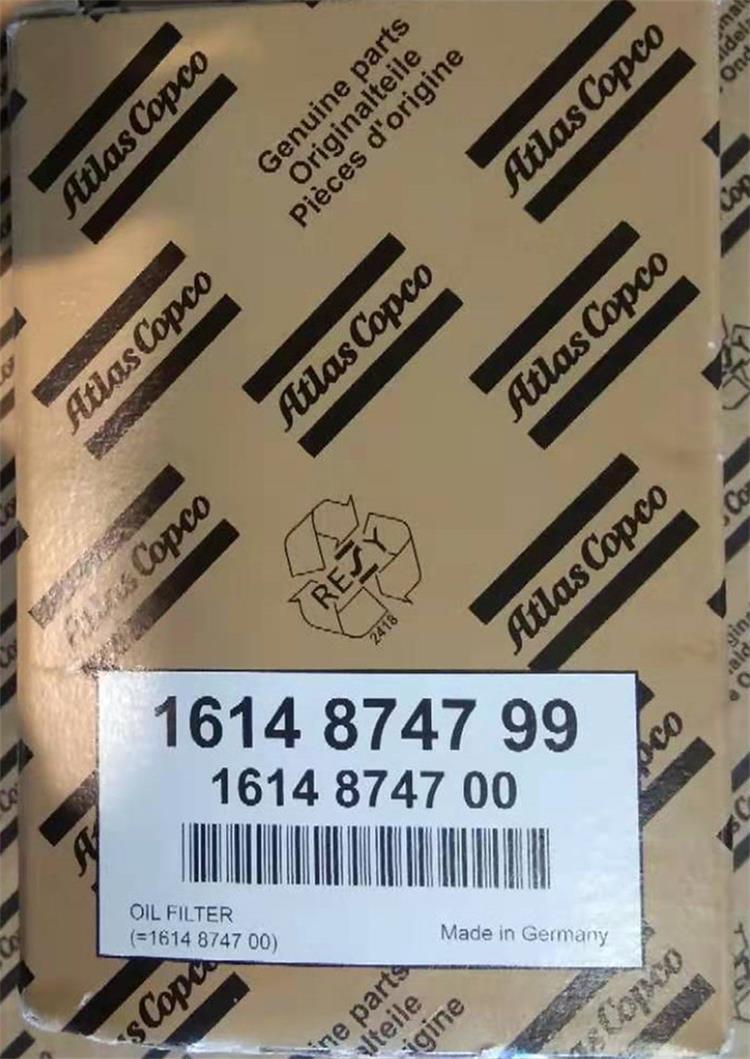 Atlas Copco
Genuine parts
Originalteile
Pièces d'origine
Atlas Copco
Atlas Copco
Atlas Copco
Atlas Copco
Atlas Copco
RESY
2418
Atlas Copco
1614 8747 99
1614 8747 00
OIL FILTER
(=1614 8747 00)
Made in Germany